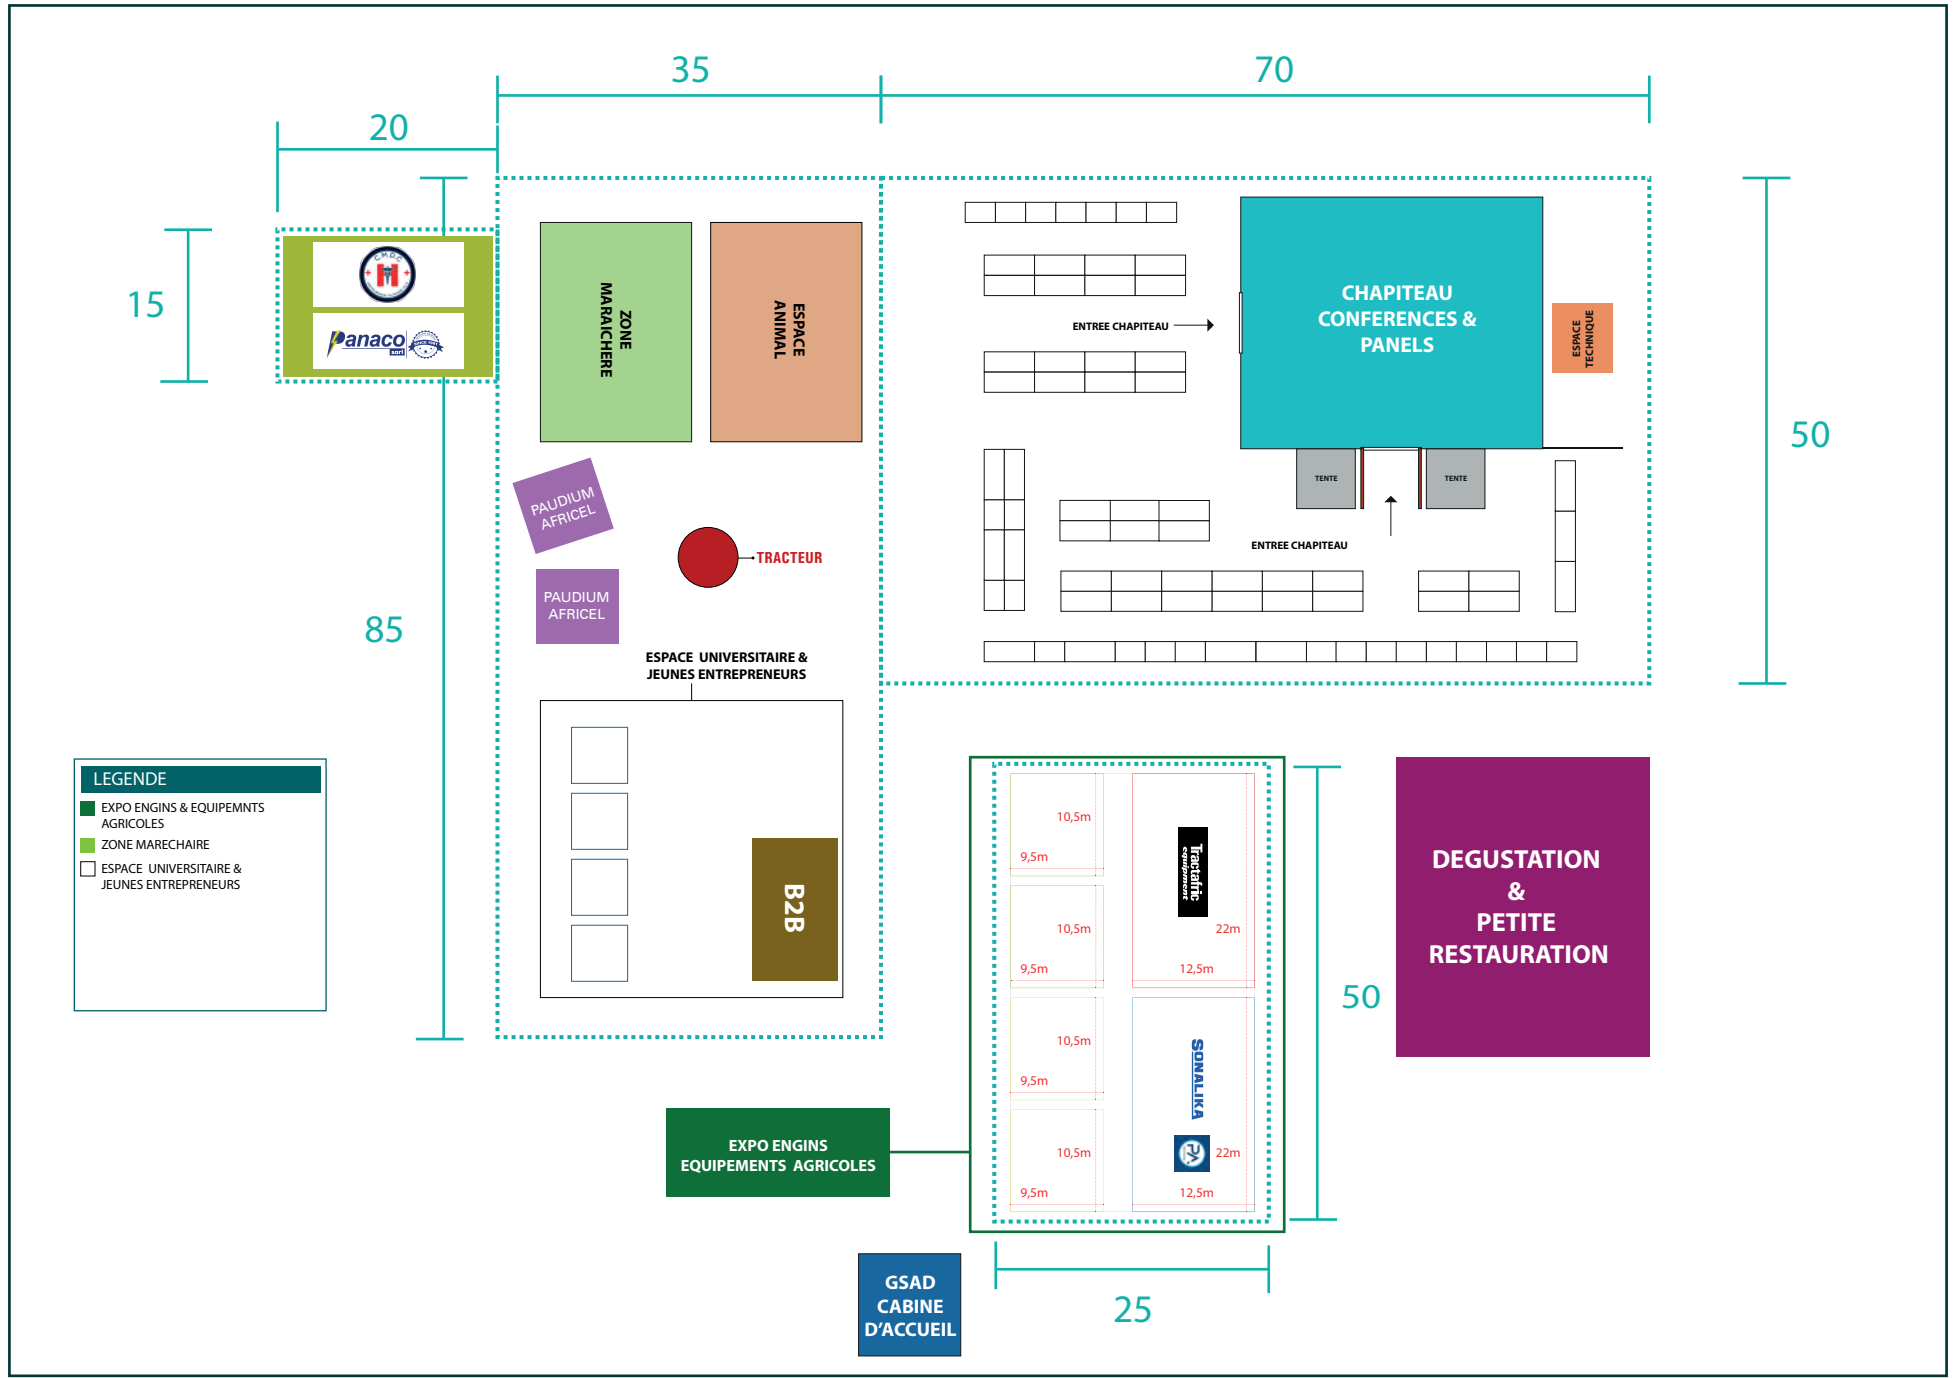 35
70
20
15
C.M.D.C
Panaco
sarl
ZONE
MARAICHERE
ESPACE
ANIMAL
ENTREE CHAPITEAU
CHAPITEAU
CONFERENCES &
PANELS
ESPACE
TECHNIQUE
50
TENTE
TENTE
ENTREE CHAPITEAU
PAUDIUM
AFRICEL
TRACTEUR
PAUDIUM
AFRICEL
85
ESPACE UNIVERSITAIRE &
JEUNES ENTREPRENEURS
B2B
LEGENDE
EXPO ENGINS & EQUIPEMNTS
AGRICOLES
ZONE MARECHAIRE
ESPACE UNIVERSITAIRE &
JEUNES ENTREPRENEURS
10,5m
9,5m
10,5m
9,5m
10,5m
9,5m
10,5m
9,5m
Tractafric
equipment
22m
12,5m
SONALIKA
22m
12,5m
50
25
DEGUSTATION
&
PETITE
RESTAURATION
EXPO ENGINS
EQUIPEMENTS AGRICOLES
GSAD
CABINE
D'ACCUEIL